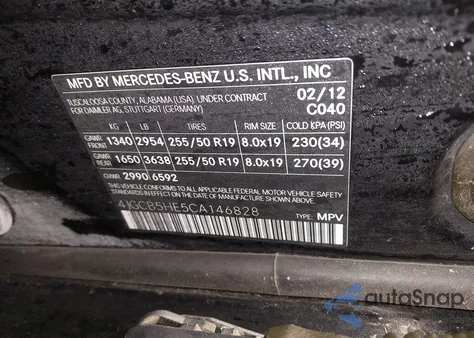 MFD BY MERCEDES-BENZ U.S. INTL., INC
TUSCALOOSA COUNTY, ALABAMA (USA), UNDER CONTRACT 02/12
FOR DAIMLER AG, STUTTGART (GERMANY) C040
KG LB TIRES RIM SIZE COLD KPA(PSI)
GAWR FRONT 1340 2954 255/50 R19 8.0x19 230(34)
GAWR REAR 1650 3638 255/50 R19 8.0x19 270(39)
GVWR 2990 6592
THIS VEHICLE CONFORMS TO ALL APPLICABLE FEDERAL MOTOR VEHICLE SAFETY
STANDARDS IN EFFECT ON THE DATE OF MANUFACTURE SHOWN ABOVE.
4JGCB5HE5CA146828 TYPE: MPV
autoSnap